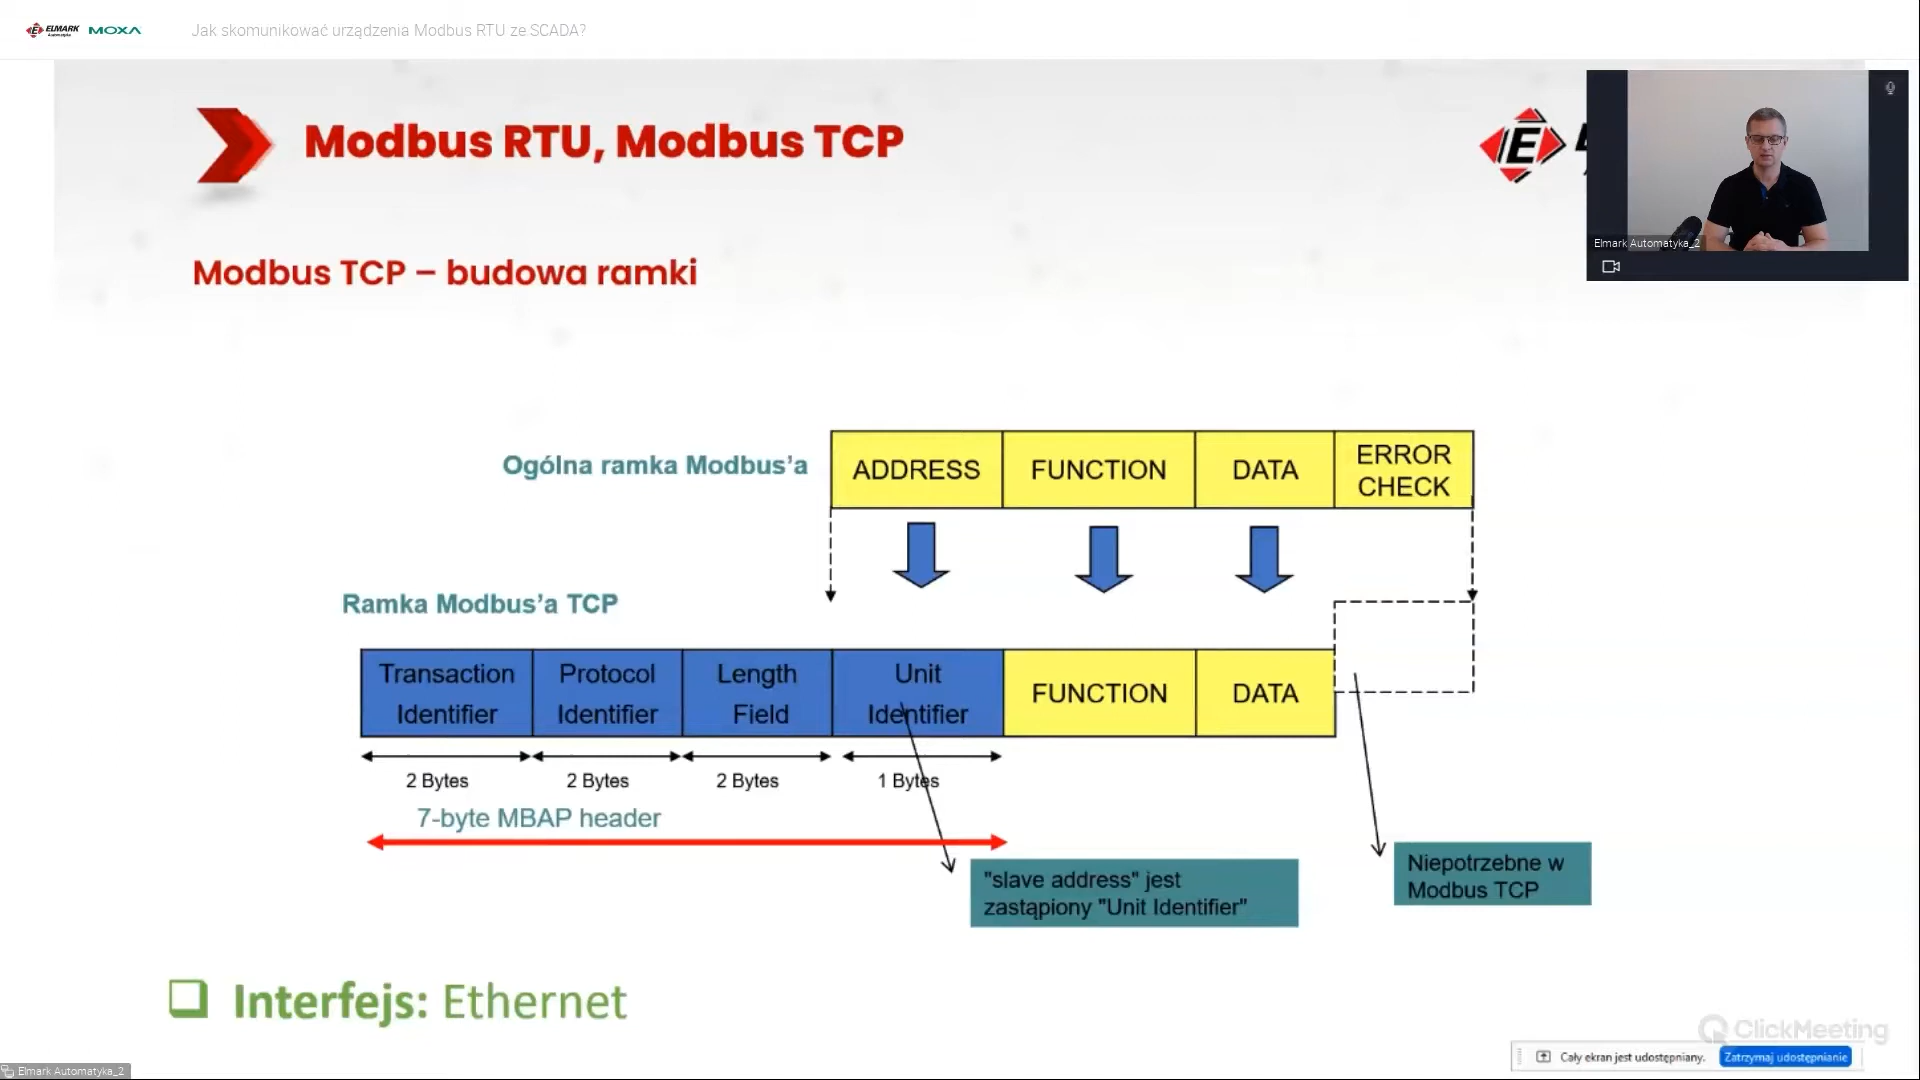 ELMARK
Automatyka
MOXA
Jak skomunikować urządzenia Modbus RTU ze SCADA?
Modbus RTU, Modbus TCP
E
Elmark Automatyka_2
Modbus TCP – budowa ramki
Ogólna ramka Modbus’a
ADDRESS
FUNCTION
DATA
ERROR
CHECK
Ramka Modbus’a TCP
Transaction
Identifier
Protocol
Identifier
Length
Field
Unit
Identifier
FUNCTION
DATA
2 Bytes
2 Bytes
2 Bytes
1 Bytes
7-byte MBAP header
"slave address" jest
zastąpiony "Unit Identifier"
Niepotrzebne w
Modbus TCP
Interfejs: Ethernet
ClickMeeting
Cały ekran jest udostępniany.
Zatrzymaj udostępnianie
Elmark Automatyka_2